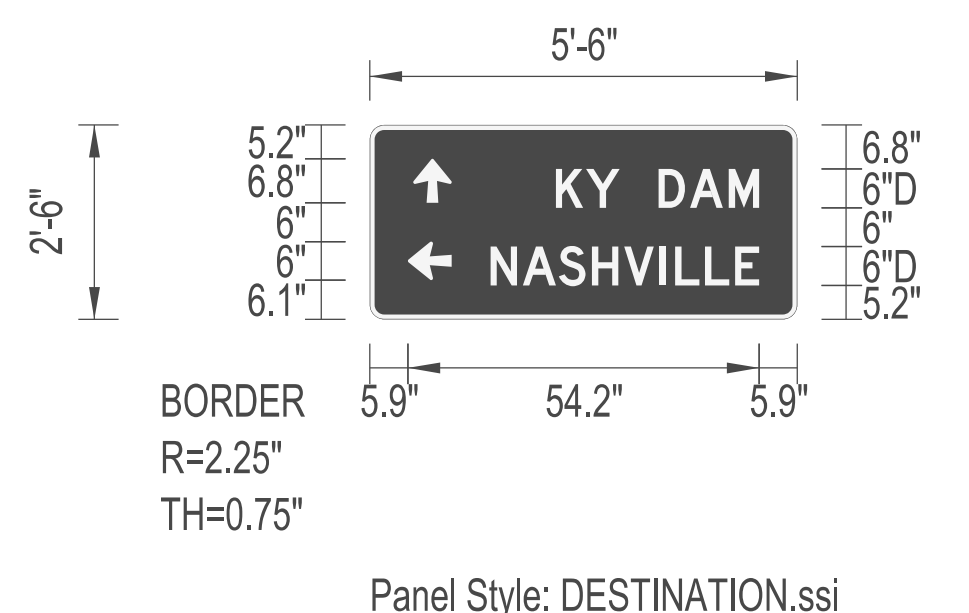 5'-6"
2'-6"
5.2"
6.8"
6"
6"
6.1"
KY DAM
NASHVILLE
6.8"
6"D
6"
6"D
5.2"
5.9" 54.2" 5.9"
BORDER
R=2.25"
TH=0.75"
Panel Style: DESTINATION.ssi